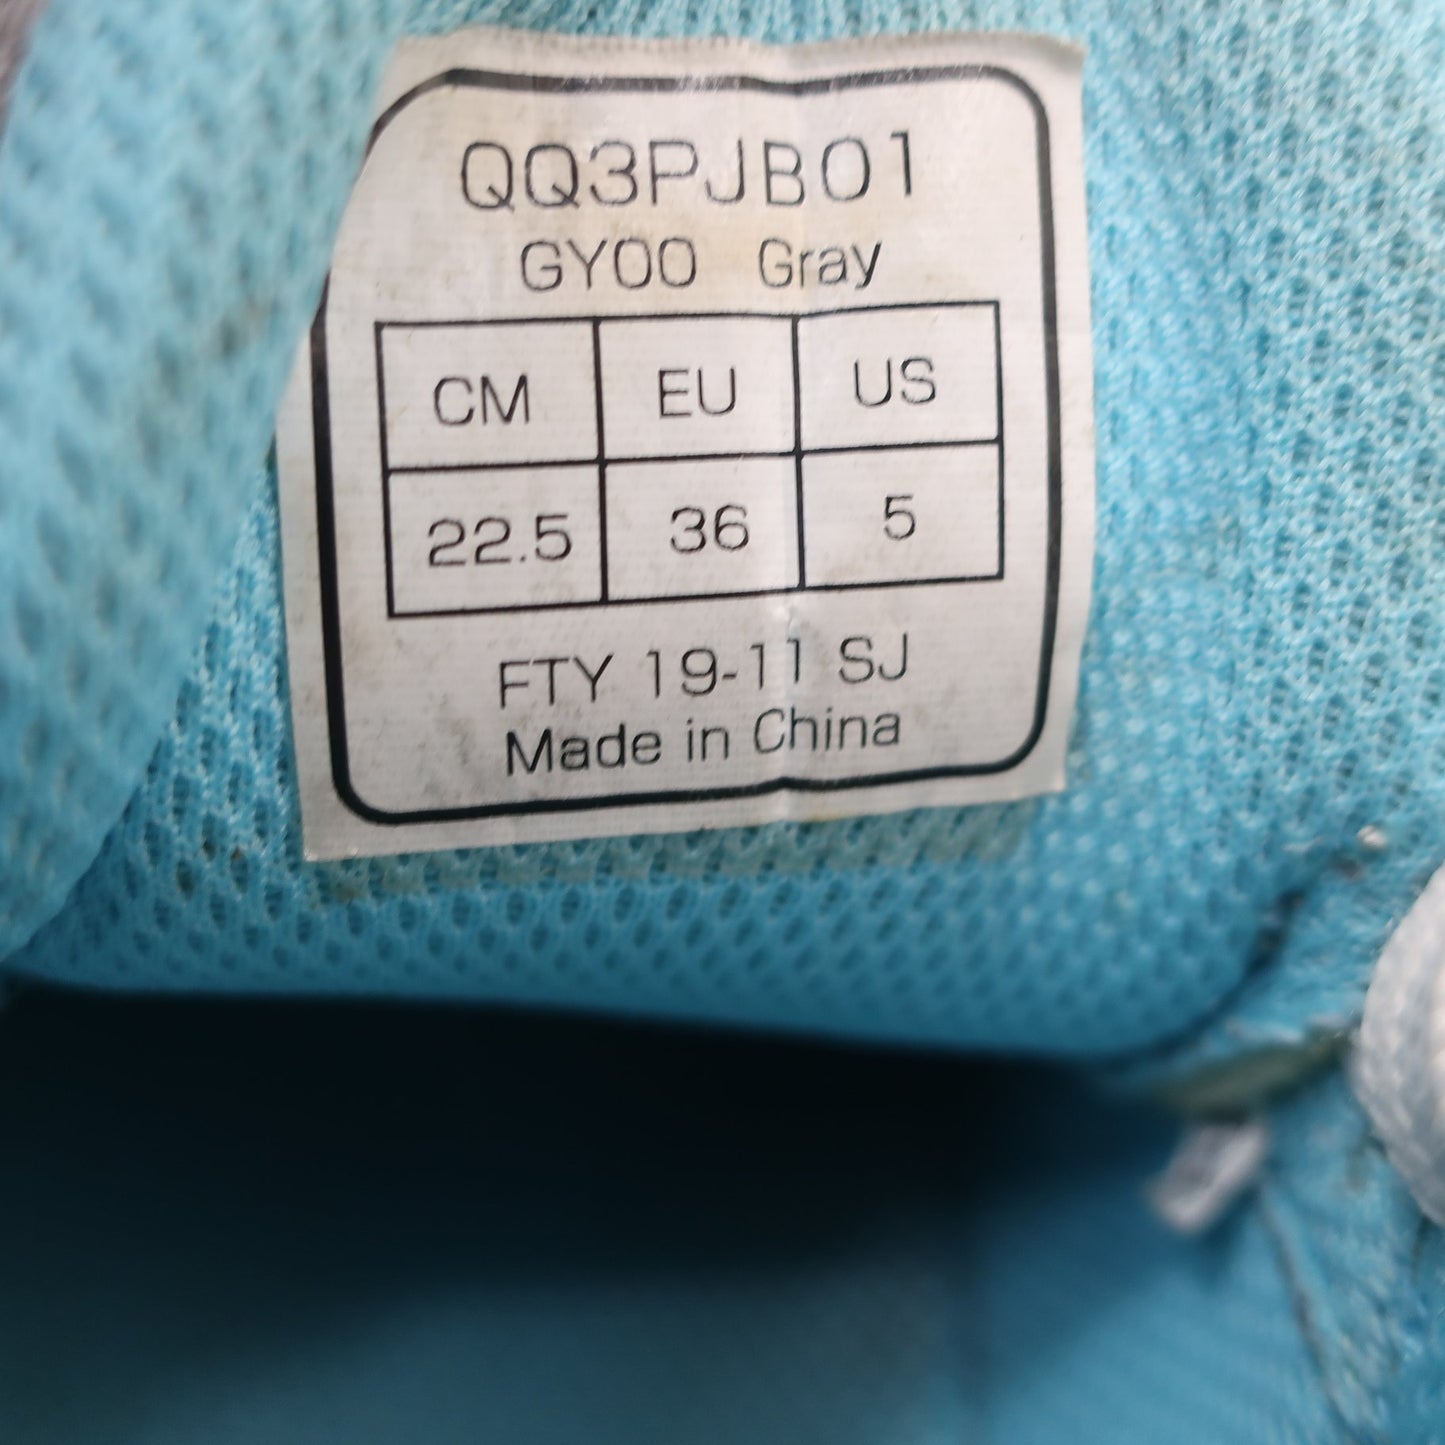 QQ3PJB01
GY00 Gray
CM EU US
22.5 36 5
FTY 19-11 SJ
Made in China